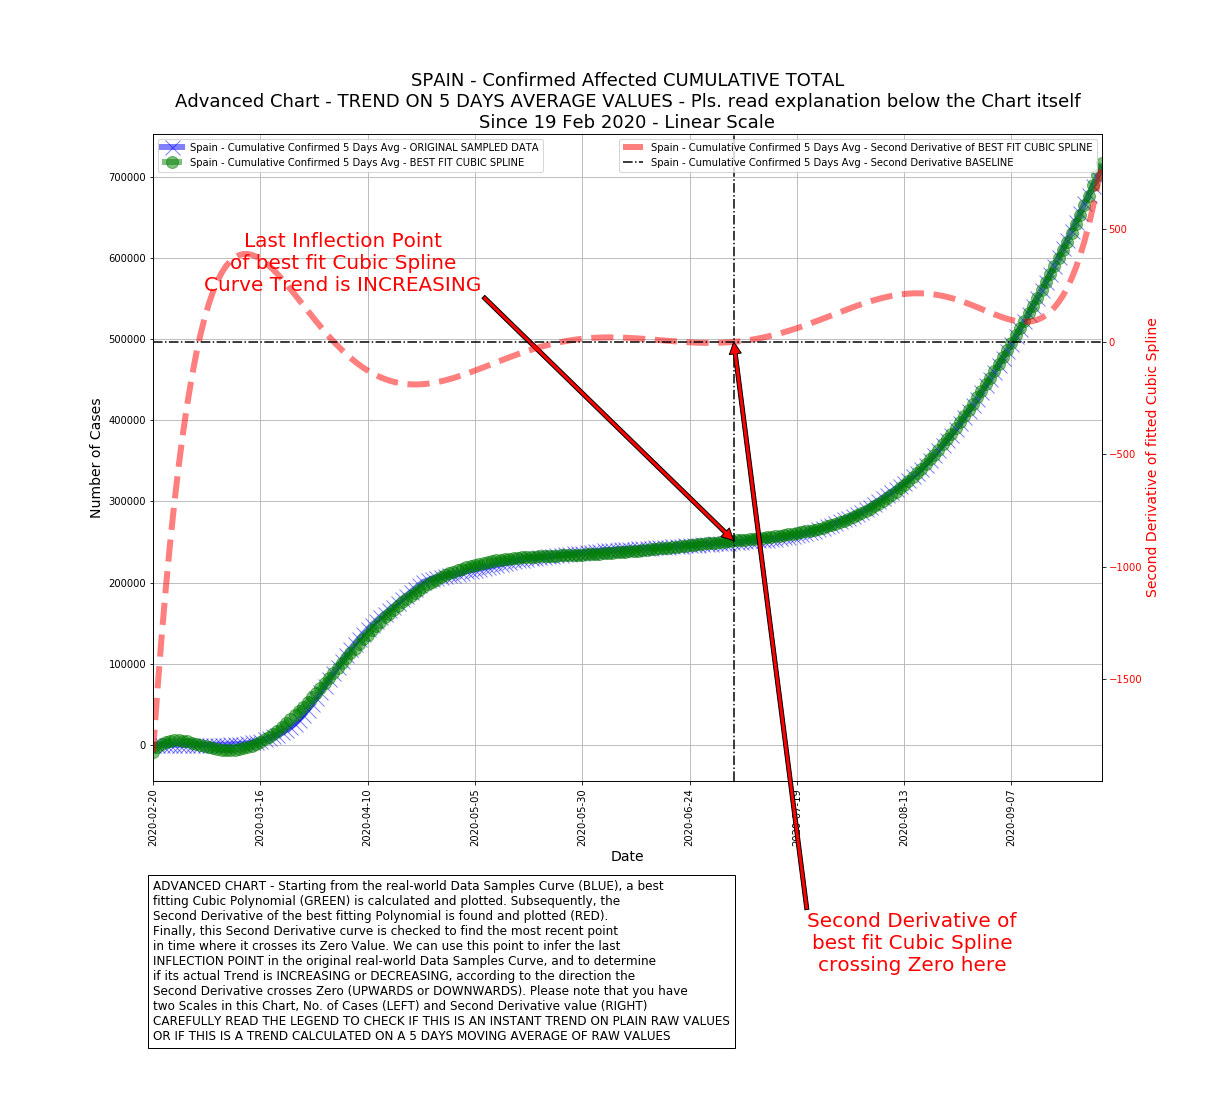 SPAIN - Confirmed Affected CUMULATIVE TOTAL
Advanced Chart - TREND ON 5 DAYS AVERAGE VALUES - Pls. read explanation below the Chart itself
Since 19 Feb 2020 - Linear Scale
Spain - Cumulative Confirmed 5 Days Avg - ORIGINAL SAMPLED DATA
Spain - Cumulative Confirmed 5 Days Avg - BEST FIT CUBIC SPLINE
Spain - Cumulative Confirmed 5 Days Avg - Second Derivative of BEST FIT CUBIC SPLINE
Spain - Cumulative Confirmed 5 Days Avg - Second Derivative BASELINE
Last Inflection Point
of best fit Cubic Spline
Curve Trend is INCREASING
Number of Cases
700000
600000
500000
400000
300000
200000
100000
0
500
0
−500
−1000
−1500
Second Derivative of fitted Cubic Spline
2020-02-20
2020-03-16
2020-04-10
2020-05-05
2020-05-30
2020-06-24
2020-07-19
2020-08-13
2020-09-07
Date
ADVANCED CHART - Starting from the real-world Data Samples Curve (BLUE), a best
fitting Cubic Polynomial (GREEN) is calculated and plotted. Subsequently, the
Second Derivative of the best fitting Polynomial is found and plotted (RED).
Finally, this Second Derivative curve is checked to find the most recent point
in time where it crosses its Zero Value. We can use this point to infer the last
INFLECTION POINT in the original real-world Data Samples Curve, and to determine
if its actual Trend is INCREASING or DECREASING, according to the direction the
Second Derivative crosses Zero (UPWARDS or DOWNWARDS). Please note that you have
two Scales in this Chart, No. of Cases (LEFT) and Second Derivative value (RIGHT)
CAREFULLY READ THE LEGEND TO CHECK IF THIS IS AN INSTANT TREND ON PLAIN RAW VALUES
OR IF THIS IS A TREND CALCULATED ON A 5 DAYS MOVING AVERAGE OF RAW VALUES
Second Derivative of
best fit Cubic Spline
crossing Zero here